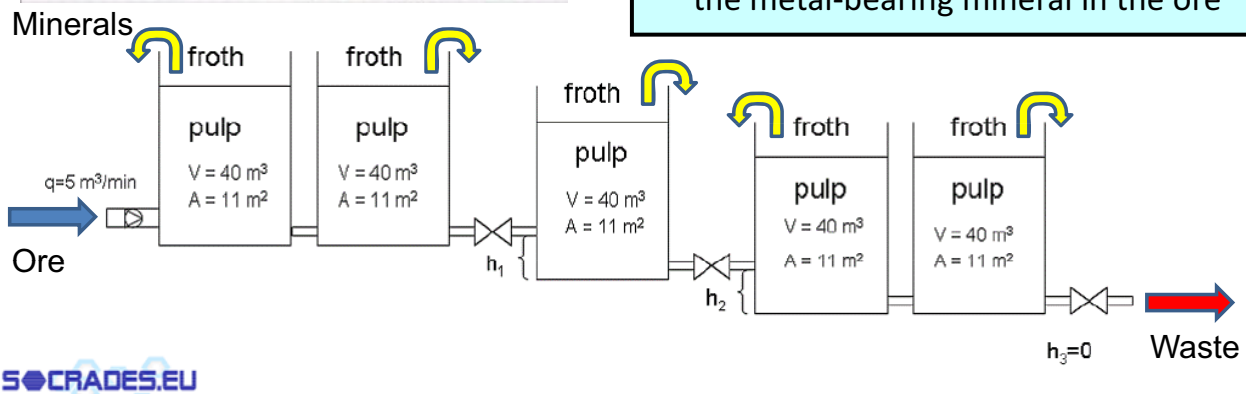 the metal-bearing mineral in the ore
Minerals
froth
froth
froth
froth
froth
pulp
V = 40 m³
A = 11 m²
pulp
V = 40 m³
A = 11 m²
pulp
V = 40 m³
A = 11 m²
pulp
V = 40 m³
A = 11 m²
pulp
V = 40 m³
A = 11 m²
q=5 m³/min
Ore
h₁
h₂
h₃=0
Waste
SOCRADES.EU